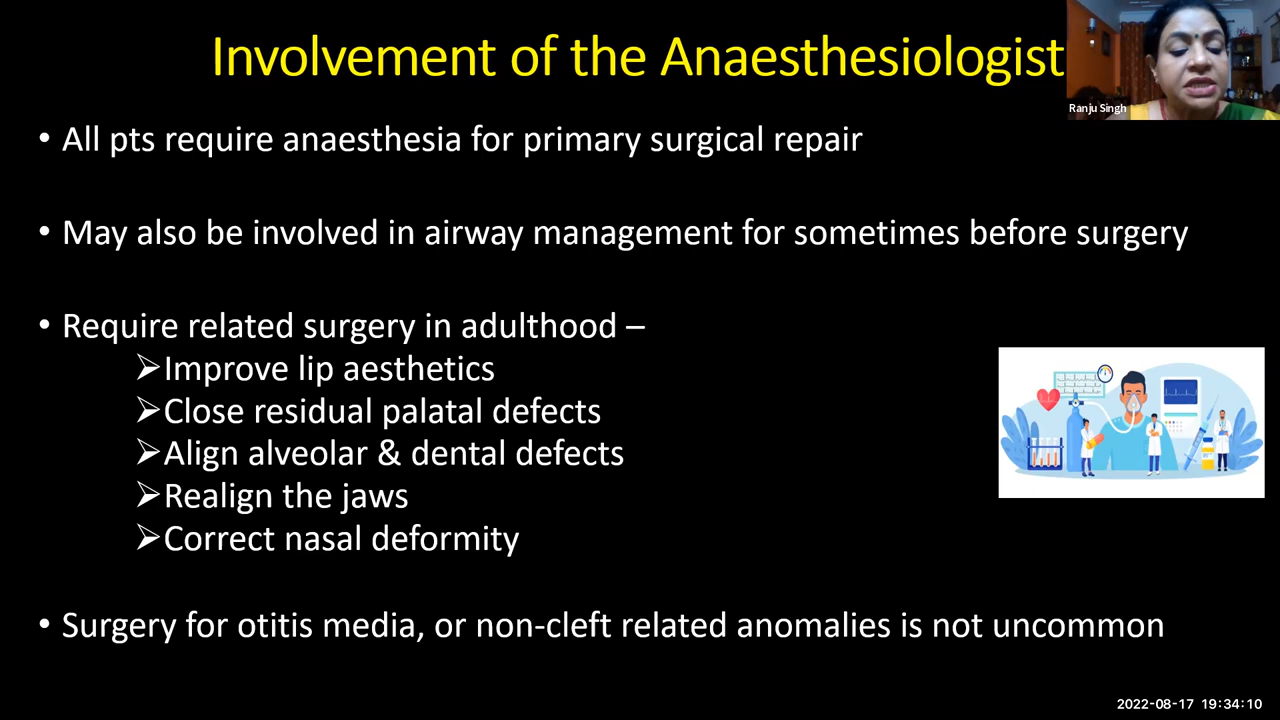 Involvement of the Anaesthesiologist
Ranju Singh
• All pts require anaesthesia for primary surgical repair
• May also be involved in airway management for sometimes before surgery
• Require related surgery in adulthood –
➢Improve lip aesthetics
➢Close residual palatal defects
➢Align alveolar & dental defects
➢Realign the jaws
➢Correct nasal deformity
• Surgery for otitis media, or non-cleft related anomalies is not uncommon
2022-08-17 19:34:10